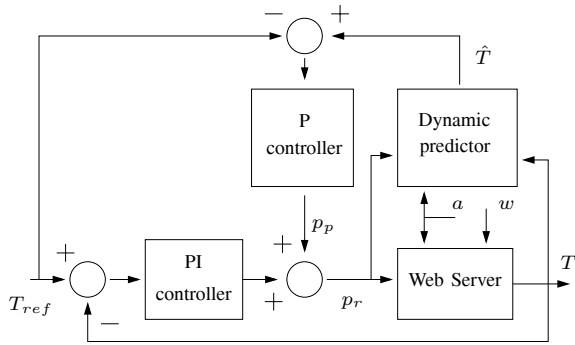 − +
T̂
P
controller
Dynamic
predictor
p_p
a w
+ +
PI
controller
Web Server
T
T_ref
+
p_r
−